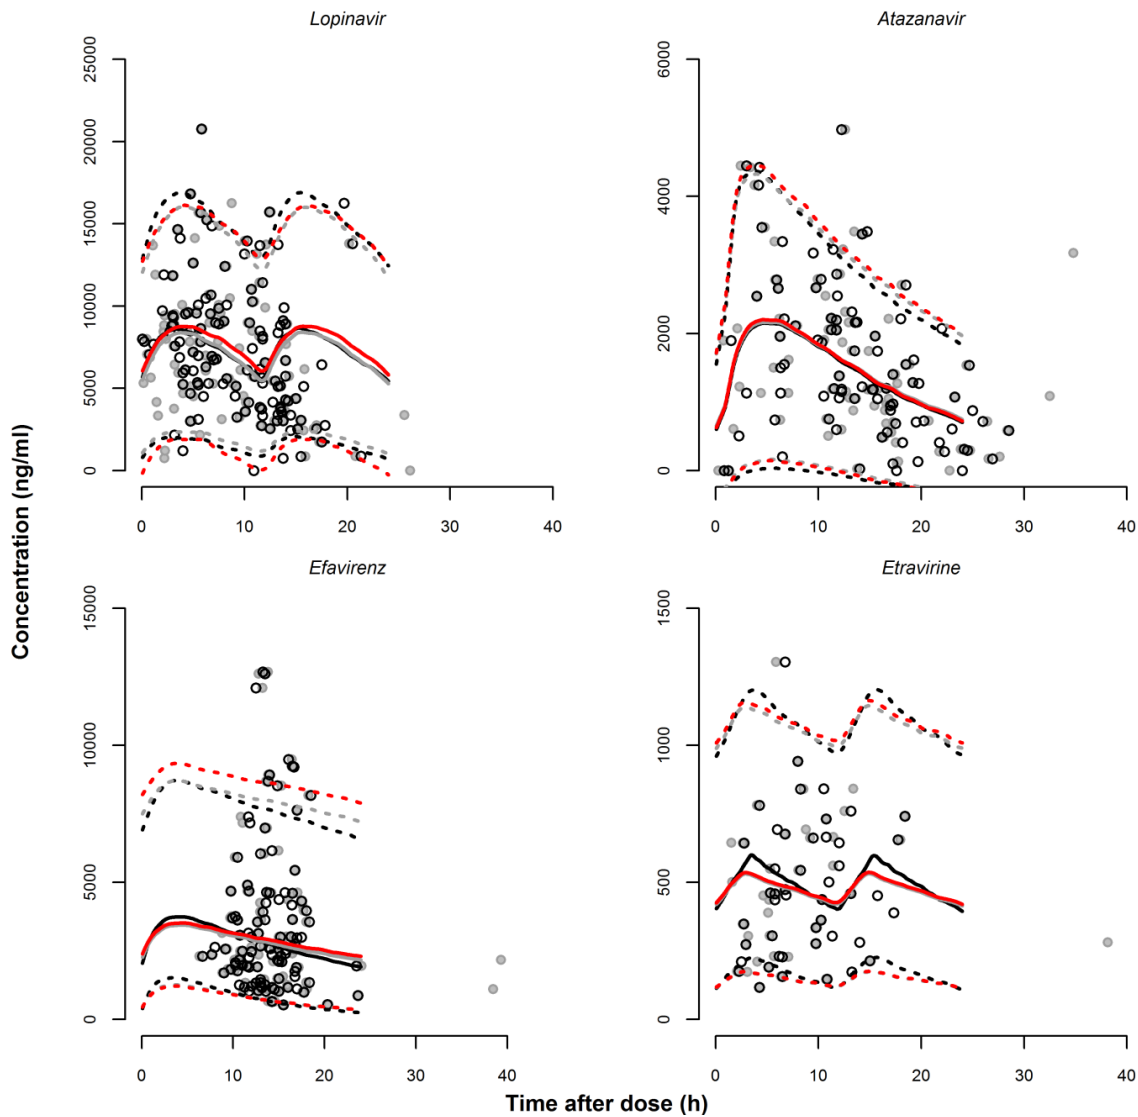 Lopinavir
Atazanavir
Concentration (ng/ml)
0 5000 10000 15000 20000 25000
0 10 20 30 40
0 2000 4000 6000
0 10 20 30 40
Efavirenz
Etravirine
0 5000 10000 15000
0 10 20 30 40
0 500 1000 1500
0 10 20 30 40
Time after dose (h)